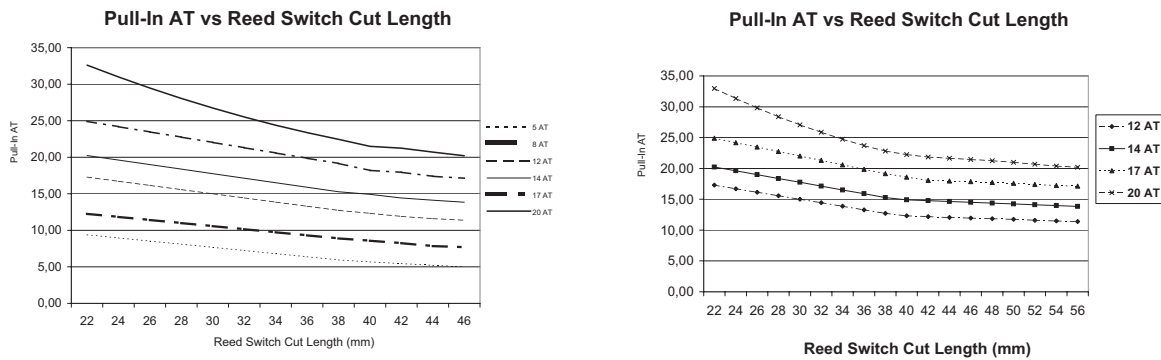 Pull-In AT vs Reed Switch Cut Length
35,00
30,00
25,00
20,00
15,00
10,00
5,00
0,00
Pull-In AT
22 24 26 28 30 32 34 36 38 40 42 44 46
Reed Switch Cut Length (mm)
5 AT
8 AT
12 AT
14 AT
17 AT
20 AT
Pull-In AT vs Reed Switch Cut Length
35,00
30,00
25,00
20,00
15,00
10,00
5,00
0,00
Pull-In AT
22 24 26 28 30 32 34 36 38 40 42 44 46 48 50 52 54 56
Reed Switch Cut Length (mm)
12 AT
14 AT
17 AT
20 AT